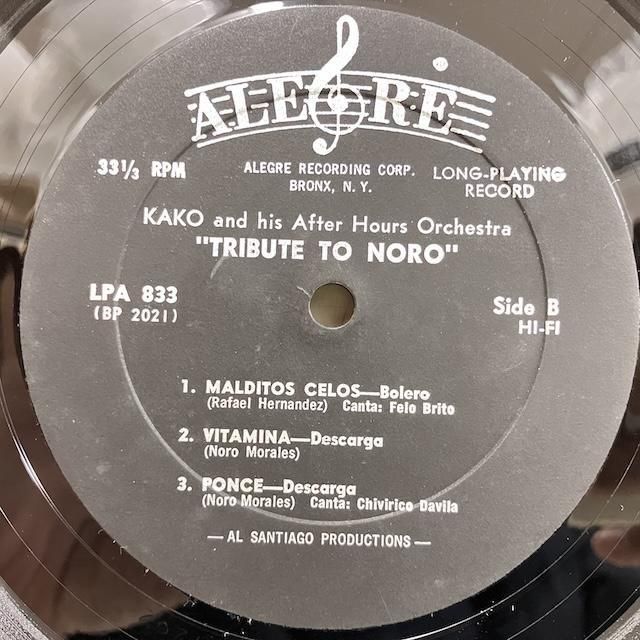 ALEGRE
33⅓ RPM
ALEGRE RECORDING CORP.
BRONX, N. Y.
LONG-PLAYING
RECORD
KAKO and his After Hours Orchestra
"TRIBUTE TO NORO"
LPA 833
(BP 2021)
Side B
HI-FI
1. MALDITOS CELOS—Bolero
(Rafael Hernandez) Canta: Felo Brito
2. VITAMINA—Descarga
(Noro Morales)
3. PONCE—Descarga
(Noro Morales) Canta: Chivirico Davila
— AL SANTIAGO PRODUCTIONS —